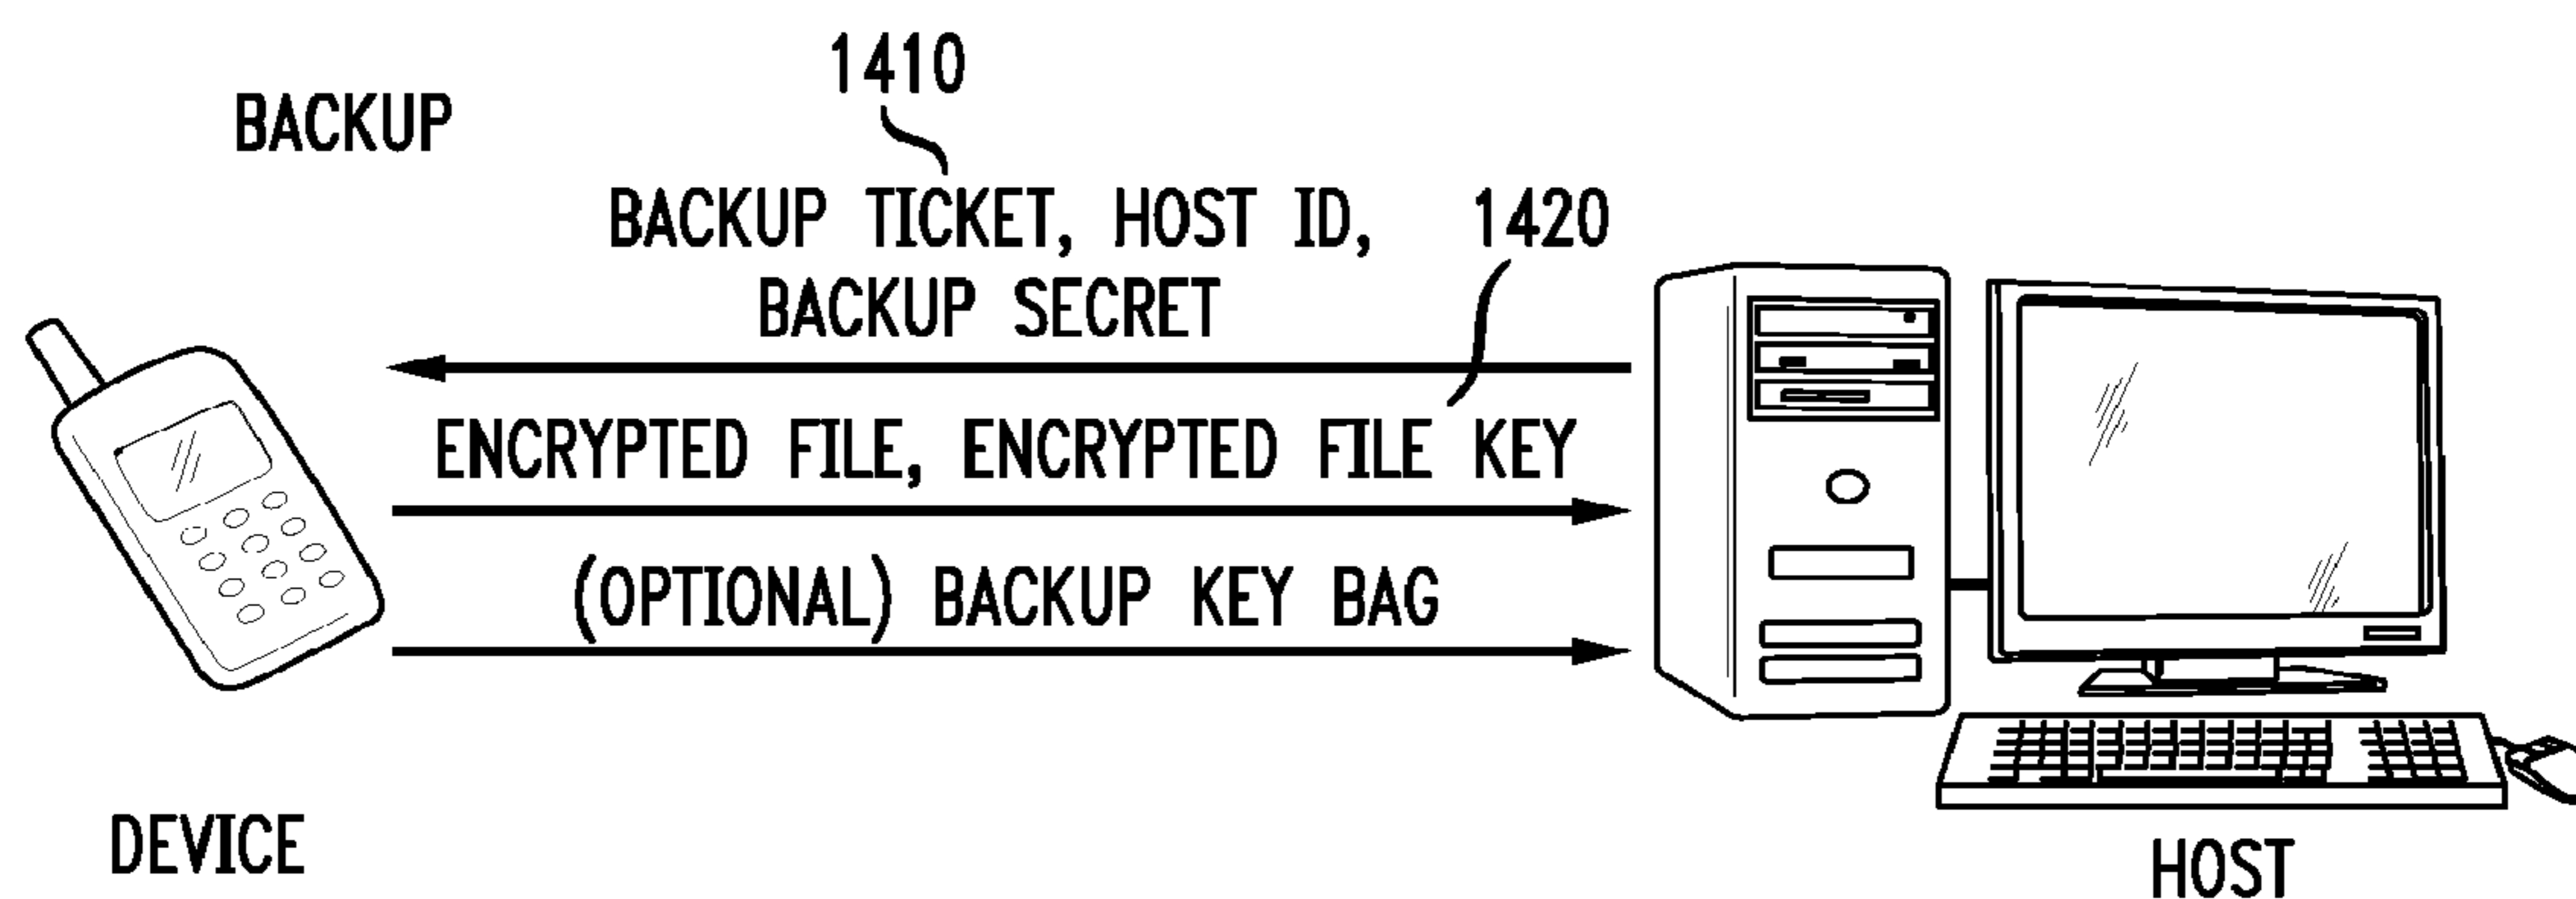 1410
BACKUP
BACKUP TICKET, HOST ID,
1420
BACKUP SECRET
ENCRYPTED FILE, ENCRYPTED FILE KEY
(OPTIONAL) BACKUP KEY BAG
DEVICE
HOST